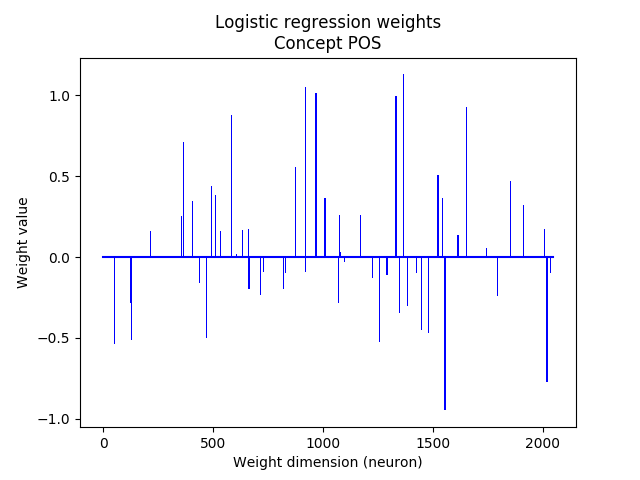 Logistic regression weights
Concept POS
1.0
0.5
0.0
−0.5
−1.0
Weight value
0 500 1000 1500 2000
Weight dimension (neuron)